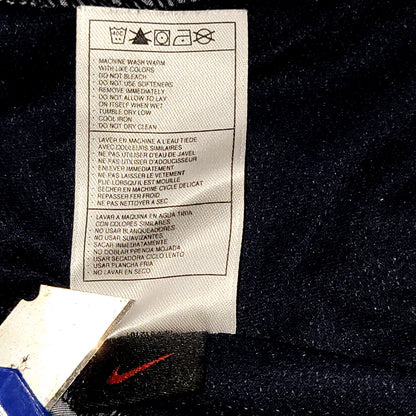 40C
MACHINE WASH WARM
WITH LIKE COLORS
DO NOT BLEACH
DO NOT USE SOFTENERS
REMOVE IMMEDIATELY
DO NOT ALLOW TO LAY
ON ITSELF WHEN WET
TUMBLE DRY LOW
COOL IRON
DO NOT DRY CLEAN
LAVER EN MACHINE A L'EAU TIEDE
AVEC COULEURS SIMILAIRES
NE PAS UTILISER D'EAU DE JAVEL
NE PAS UTILISER D'ADOUCISSEUR
ENLEVER IMMEDIATEMENT
NE PAS LAISSER LE VETEMENT
PLIE LORSQU'IL EST MOUILLE
SECHER EN MACHINE CYCLE DELICAT
REPASSER FER FROID
NE PAS NETTOYER A SEC
LAVAR A MAQUINA EN AGUA TIBIA
CON COLORES SIMILARES
NO USAR BLANQUEADORES
NO USAR SUAVIZANTES
SACAR IMMEDIATAMENTE
NO DOBLAR PRENDA MOJADA
USAR SECADORA CICLO LENTO
USAR PLANCHA FRIA
NO LAVAR EN SECO